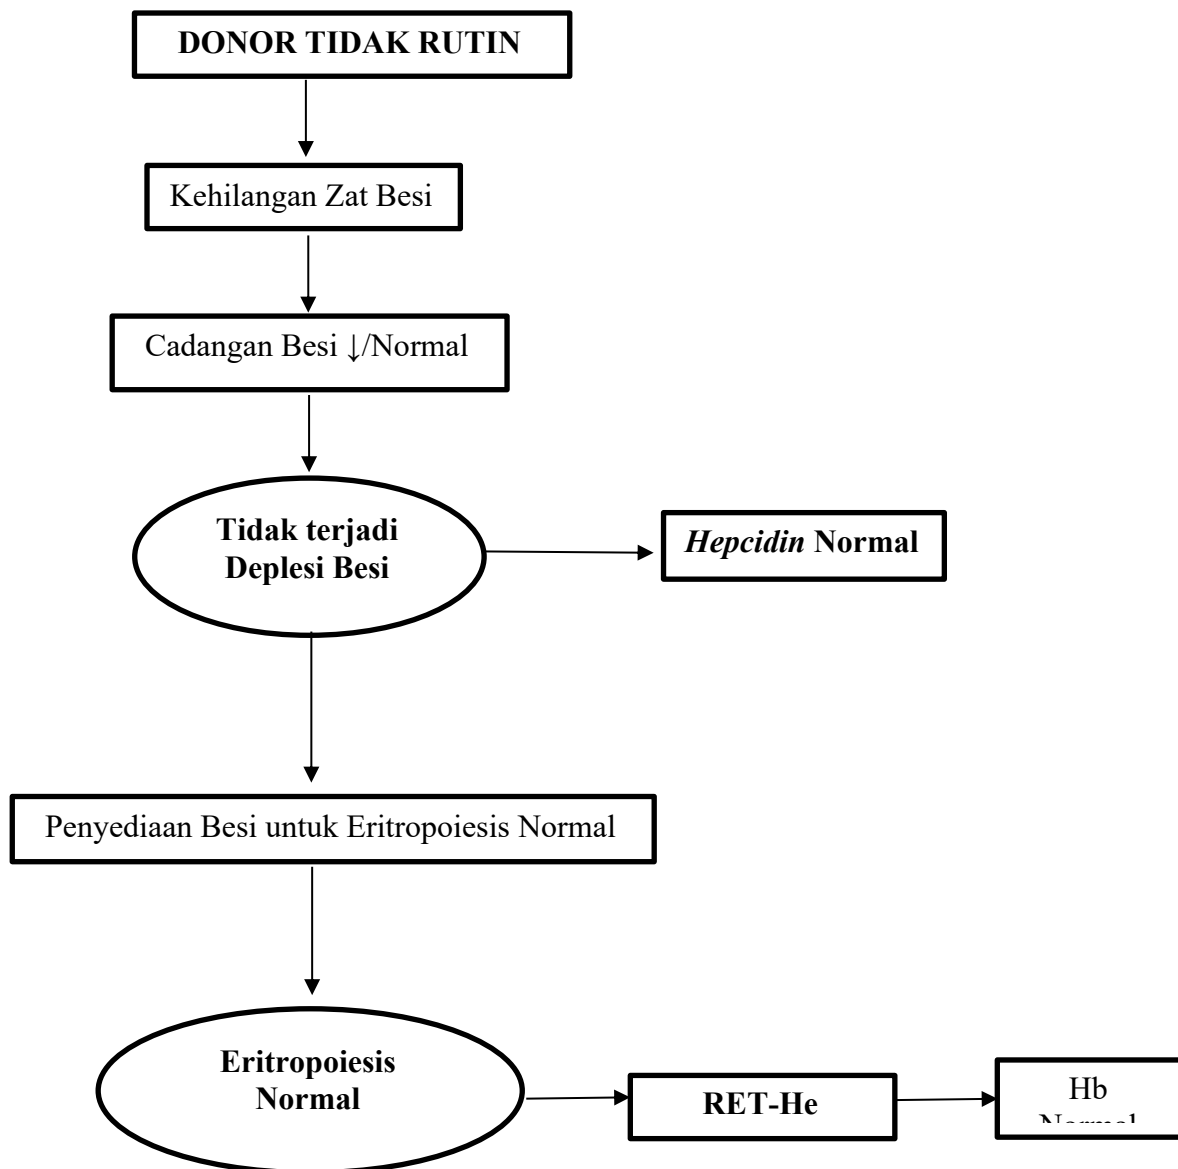 DONOR TIDAK RUTIN
Kehilangan Zat Besi
Cadangan Besi ↓/Normal
Tidak terjadi
Deplesi Besi
Hepcidin Normal
Penyediaan Besi untuk Eritropoiesis Normal
Eritropoiesis
Normal
RET-He
Hb
Normal